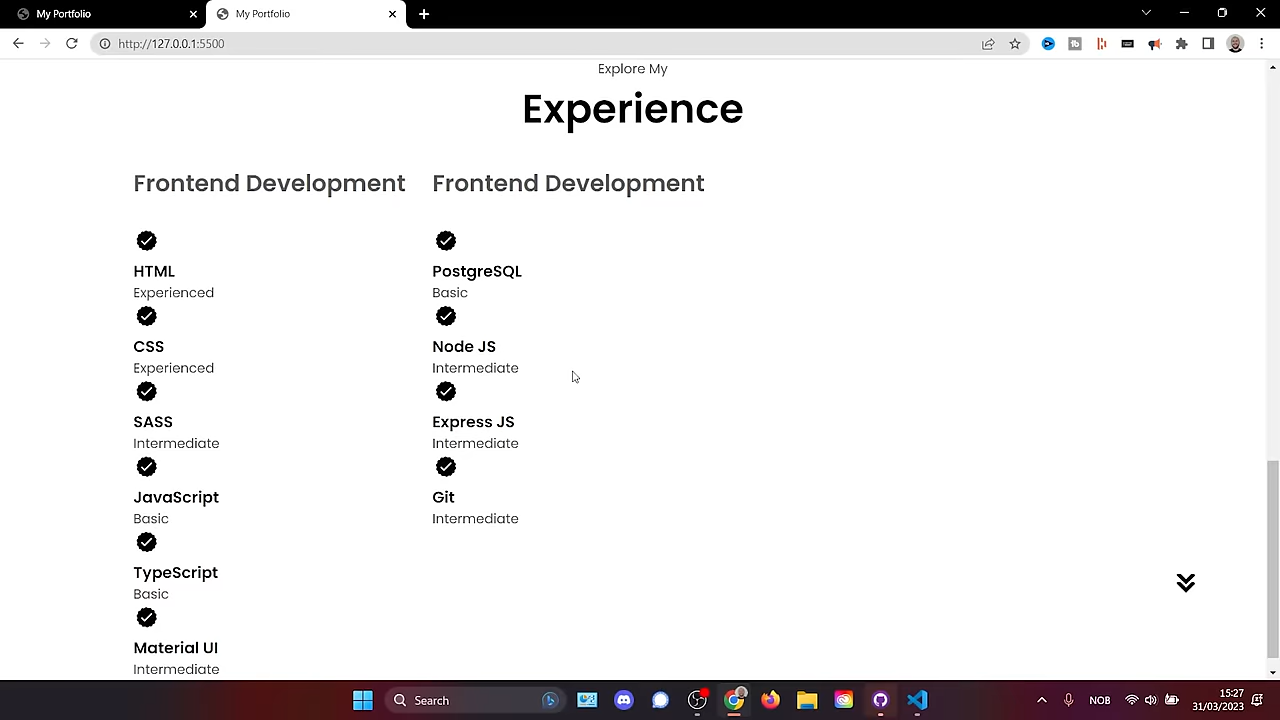 My Portfolio
My Portfolio
http://127.0.0.1:5500
Explore My
Experience
Frontend Development
HTML
Experienced
CSS
Experienced
SASS
Intermediate
JavaScript
Basic
TypeScript
Basic
Material UI
Intermediate
Frontend Development
PostgreSQL
Basic
Node JS
Intermediate
Express JS
Intermediate
Git
Intermediate
Search
NOB
15:27
31/03/2023